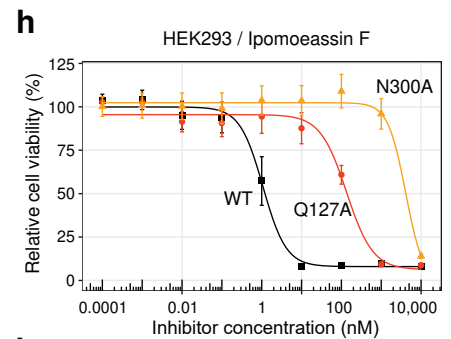 h
HEK293 / Ipomoeassin F
Relative cell viability (%)
125
100
75
50
25
0
N300A
WT
Q127A
0.0001 0.01 1 100 10,000
Inhibitor concentration (nM)